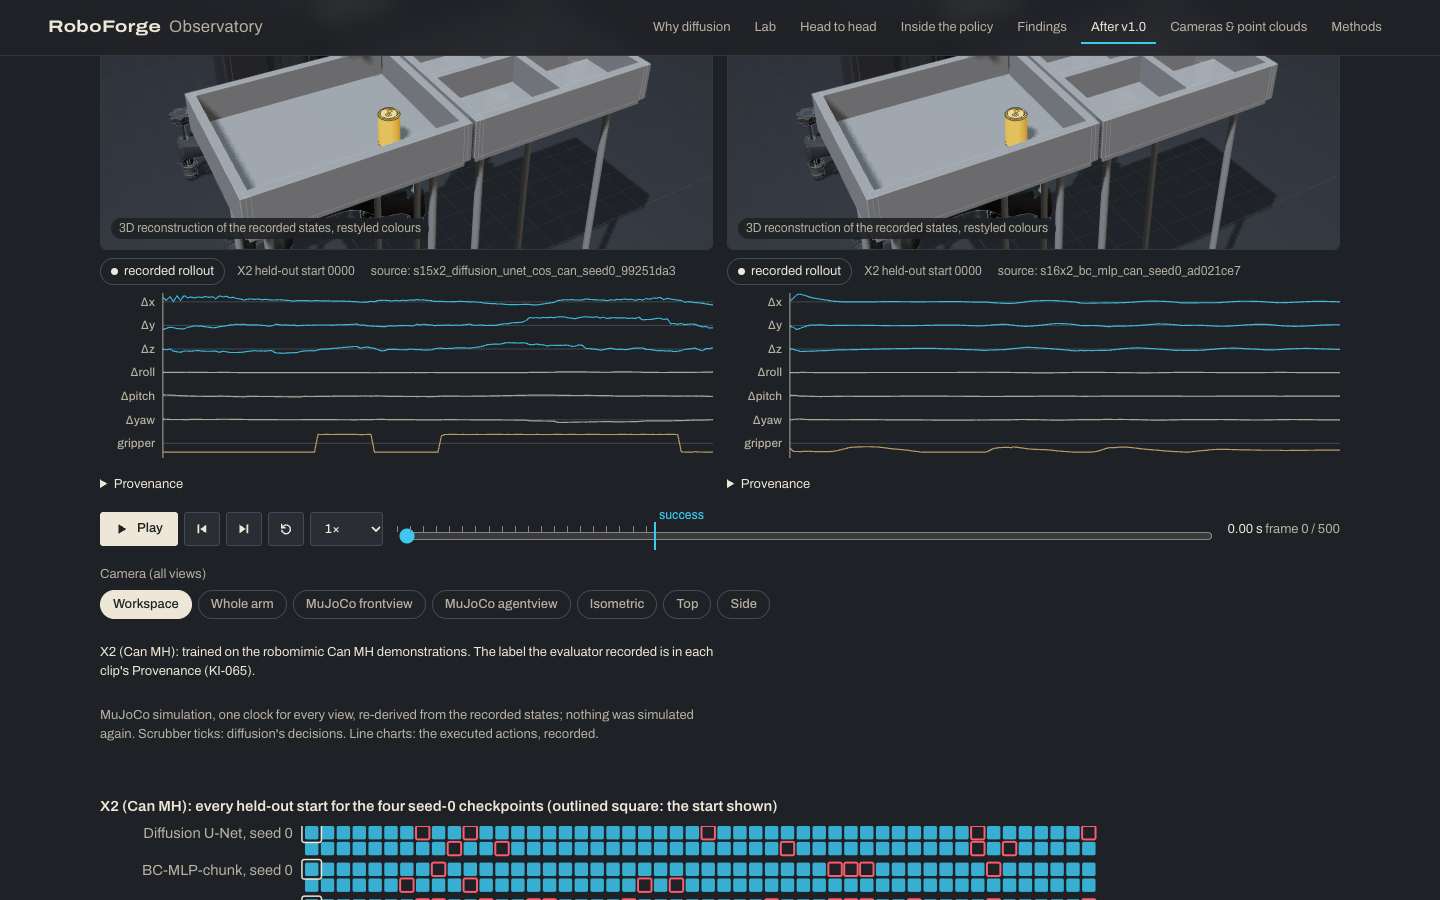 RoboForge Observatory
Why diffusion Lab Head to head Inside the policy Findings After v1.0 Cameras & point clouds Methods
3D reconstruction of the recorded states, restyled colours
3D reconstruction of the recorded states, restyled colours
recorded rollout X2 held-out start 0000 source: s15x2_diffusion_unet_cos_can_seed0_99251da3
recorded rollout X2 held-out start 0000 source: s16x2_bc_mlp_can_seed0_ad021ce7
Δx
Δy
Δz
Δroll
Δpitch
Δyaw
gripper
Δx
Δy
Δz
Δroll
Δpitch
Δyaw
gripper
Provenance
Provenance
success
Play 1× 0.00 s frame 0 / 500
Camera (all views)
Workspace Whole arm MuJoCo frontview MuJoCo agentview Isometric Top Side
X2 (Can MH): trained on the robomimic Can MH demonstrations. The label the evaluator recorded is in each
clip's Provenance (KI-065).
MuJoCo simulation, one clock for every view, re-derived from the recorded states; nothing was simulated
again. Scrubber ticks: diffusion's decisions. Line charts: the executed actions, recorded.
X2 (Can MH): every held-out start for the four seed-0 checkpoints (outlined square: the start shown)
Diffusion U-Net, seed 0
BC-MLP-chunk, seed 0